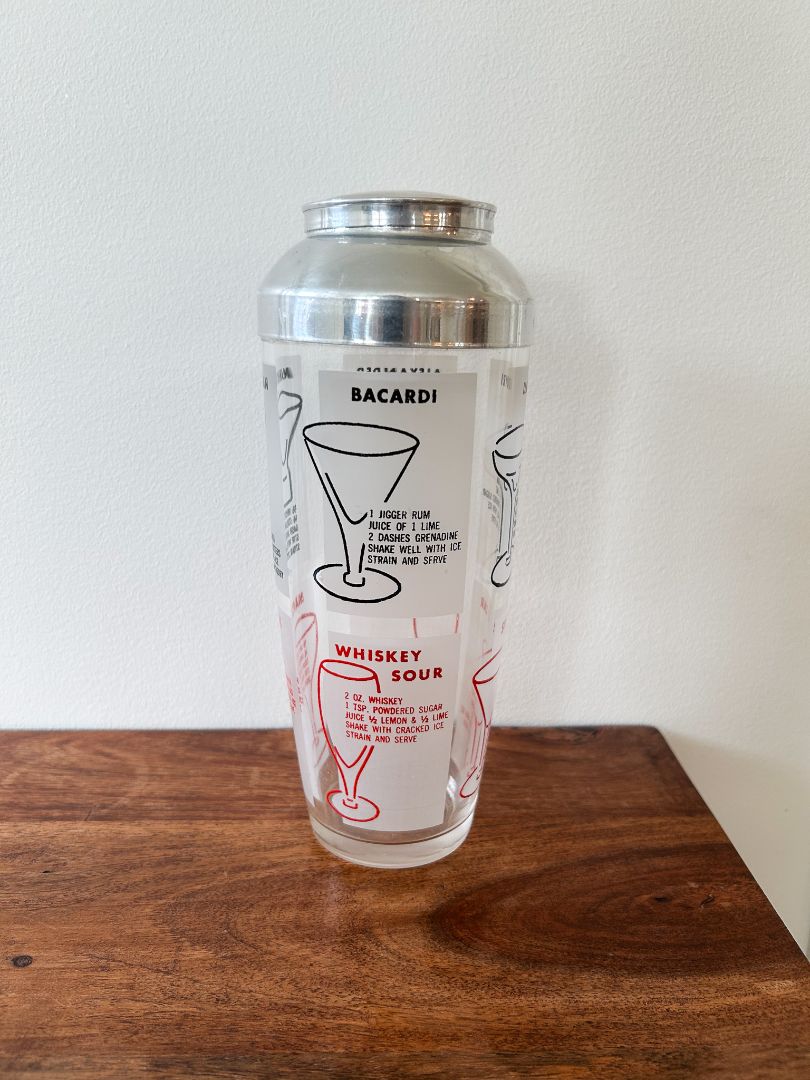 ALEXANDER
BACARDI
1 JIGGER RUM
JUICE OF 1 LIME
2 DASHES GRENADINE
SHAKE WELL WITH ICE
STRAIN AND SERVE
WHISKEY
SOUR
2 OZ. WHISKEY
1 TSP. POWDERED SUGAR
JUICE ½ LEMON & ½ LIME
SHAKE WITH CRACKED ICE
STRAIN AND SERVE